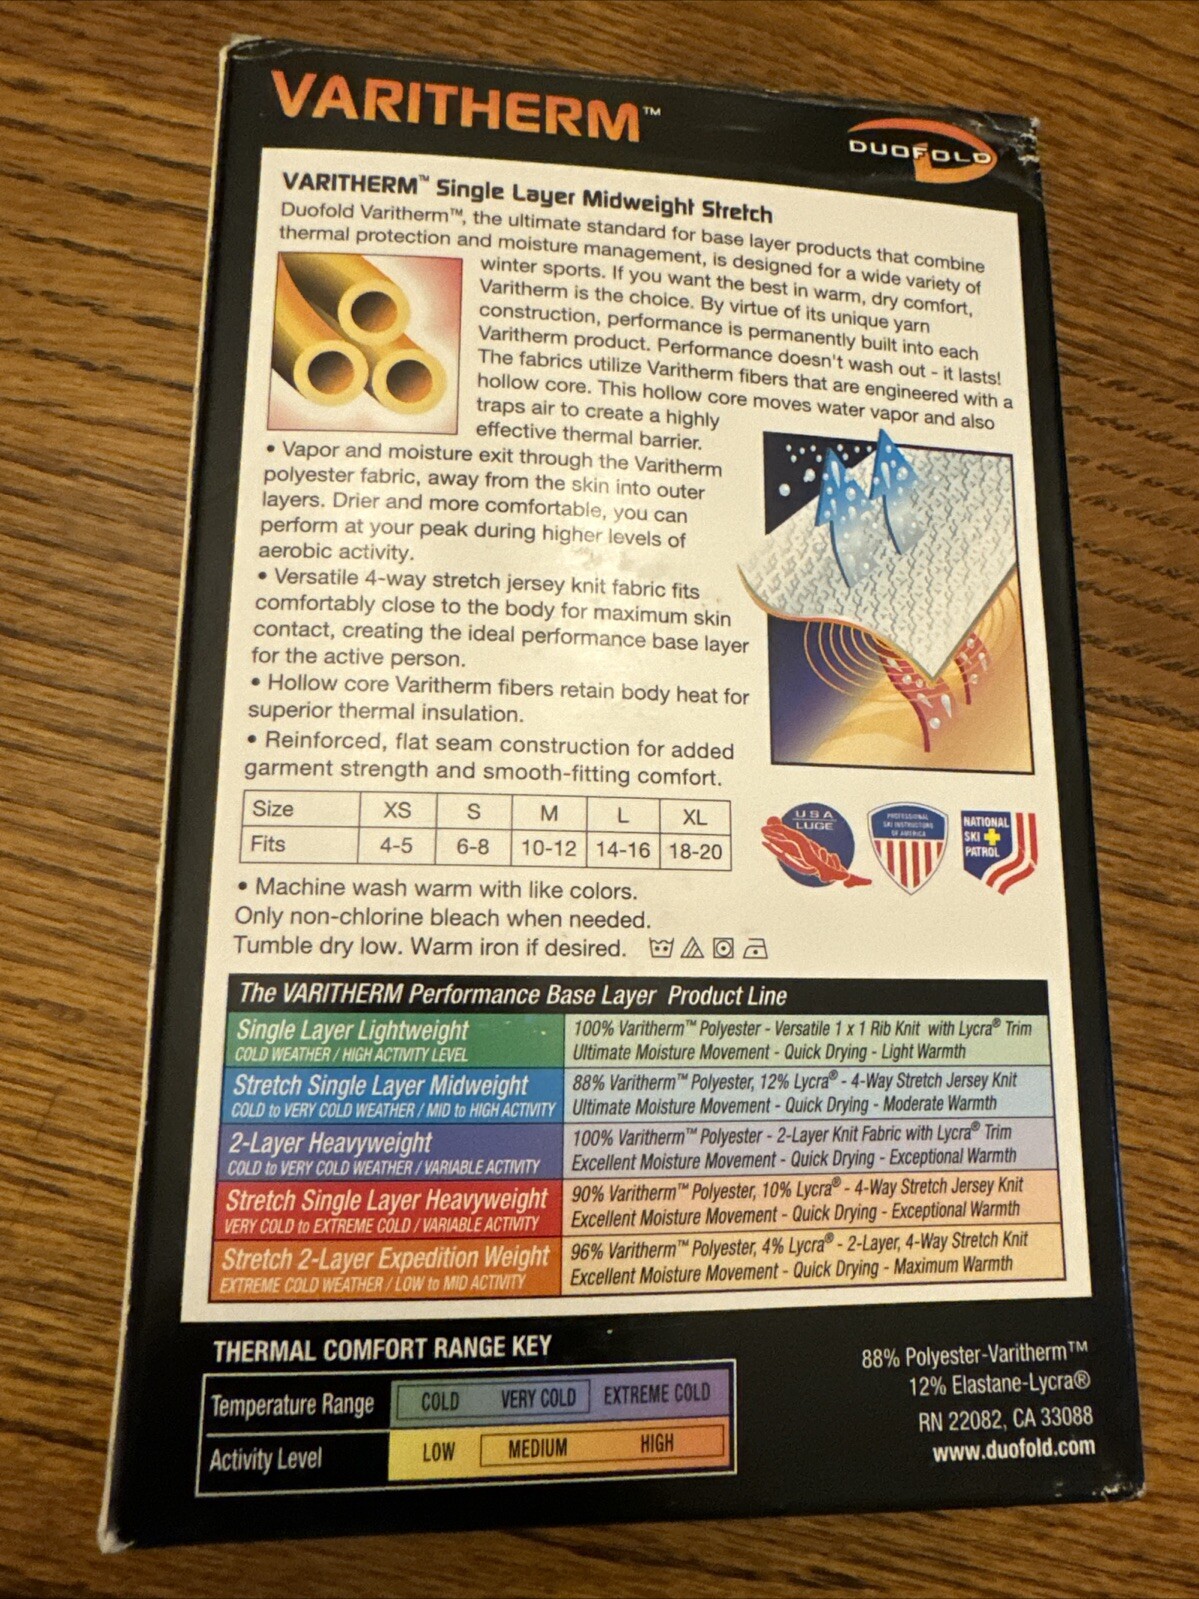 VARITHERM™
DUOFOLD
VARITHERM™ Single Layer Midweight Stretch
Duofold Varitherm™, the ultimate standard for base layer products that combine
thermal protection and moisture management, is designed for a wide variety of
winter sports. If you want the best in warm, dry comfort,
Varitherm is the choice. By virtue of its unique yarn
construction, performance is permanently built into each
Varitherm product. Performance doesn't wash out - it lasts!
The fabrics utilize Varitherm fibers that are engineered with a
hollow core. This hollow core moves water vapor and also
traps air to create a highly
effective thermal barrier.
• Vapor and moisture exit through the Varitherm
polyester fabric, away from the skin into outer
layers. Drier and more comfortable, you can
perform at your peak during higher levels of
aerobic activity.
• Versatile 4-way stretch jersey knit fabric fits
comfortably close to the body for maximum skin
contact, creating the ideal performance base layer
for the active person.
• Hollow core Varitherm fibers retain body heat for
superior thermal insulation.
• Reinforced, flat seam construction for added
garment strength and smooth-fitting comfort.
Size XS S M L XL
Fits 4-5 6-8 10-12 14-16 18-20
USA
LUGE
PROFESSIONAL
SKI INSTRUCTORS
OF AMERICA
NATIONAL
SKI
PATROL
• Machine wash warm with like colors.
Only non-chlorine bleach when needed.
Tumble dry low. Warm iron if desired.
The VARITHERM Performance Base Layer Product Line
Single Layer Lightweight
COLD WEATHER / HIGH ACTIVITY LEVEL
100% Varitherm™ Polyester - Versatile 1 x 1 Rib Knit with Lycra® Trim
Ultimate Moisture Movement - Quick Drying - Light Warmth
Stretch Single Layer Midweight
COLD to VERY COLD WEATHER / MID to HIGH ACTIVITY
88% Varitherm™ Polyester, 12% Lycra® - 4-Way Stretch Jersey Knit
Ultimate Moisture Movement - Quick Drying - Moderate Warmth
2-Layer Heavyweight
COLD to VERY COLD WEATHER / VARIABLE ACTIVITY
100% Varitherm™ Polyester - 2-Layer Knit Fabric with Lycra® Trim
Excellent Moisture Movement - Quick Drying - Exceptional Warmth
Stretch Single Layer Heavyweight
VERY COLD to EXTREME COLD / VARIABLE ACTIVITY
90% Varitherm™ Polyester, 10% Lycra® - 4-Way Stretch Jersey Knit
Excellent Moisture Movement - Quick Drying - Exceptional Warmth
Stretch 2-Layer Expedition Weight
EXTREME COLD WEATHER / LOW to MID ACTIVITY
96% Varitherm™ Polyester, 4% Lycra® - 2-Layer, 4-Way Stretch Knit
Excellent Moisture Movement - Quick Drying - Maximum Warmth
THERMAL COMFORT RANGE KEY
Temperature Range COLD VERY COLD EXTREME COLD
Activity Level LOW MEDIUM HIGH
88% Polyester-Varitherm™
12% Elastane-Lycra®
RN 22082, CA 33088
www.duofold.com